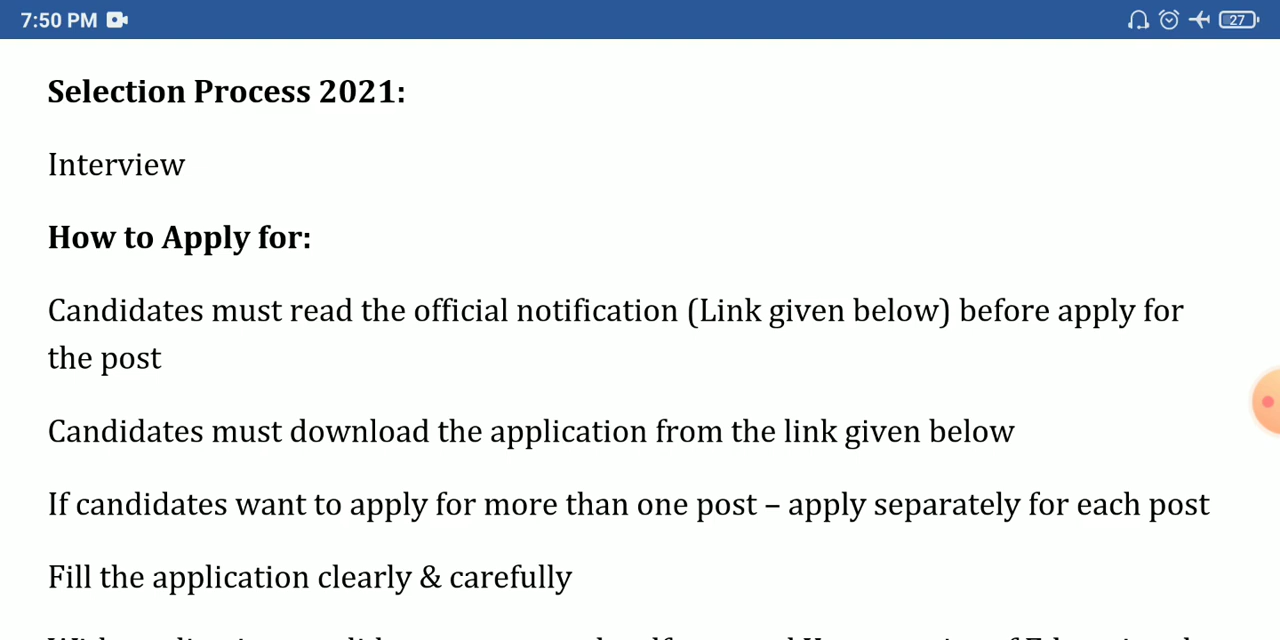 7:50 PM
27
Selection Process 2021:
Interview
How to Apply for:
Candidates must read the official notification (Link given below) before apply for
the post
Candidates must download the application from the link given below
If candidates want to apply for more than one post – apply separately for each post
Fill the application clearly & carefully